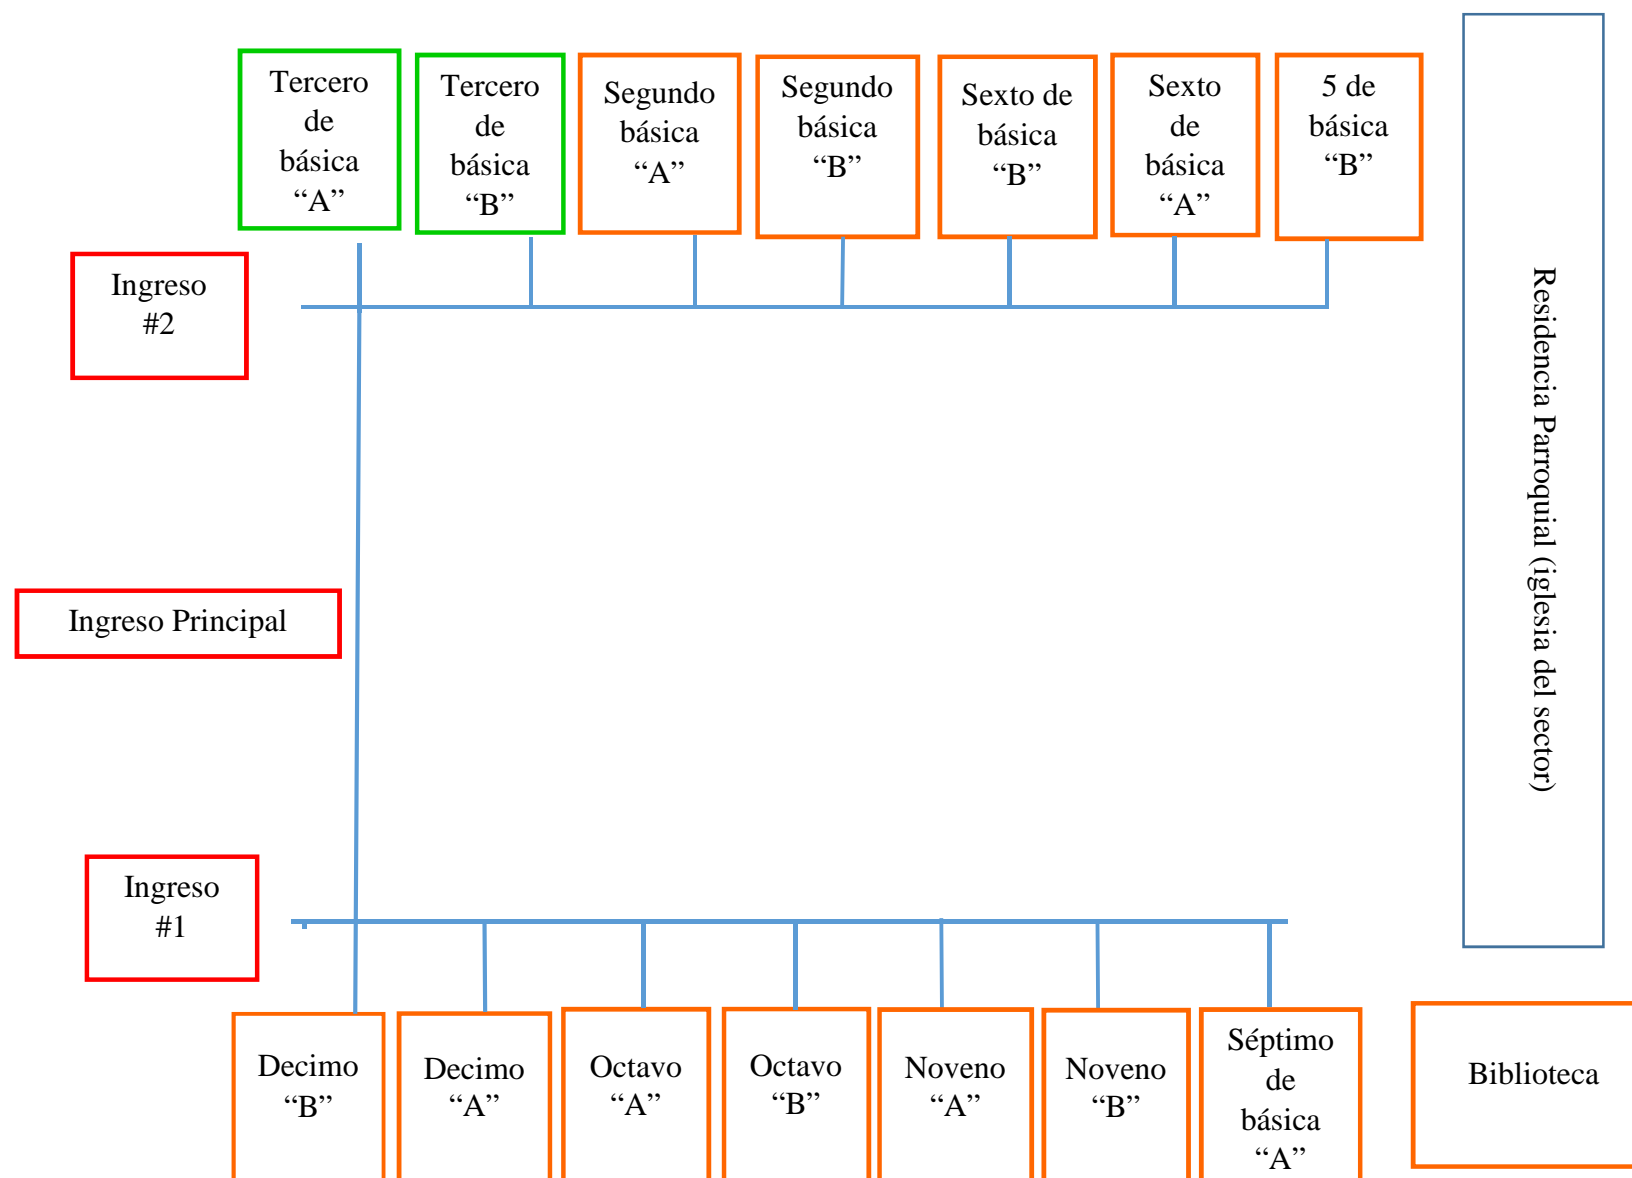 Tercero
de
básica
“A”
Tercero
de
básica
“B”
Segundo
básica
“A”
Segundo
básica
“B”
Sexto de
básica
“B”
Sexto
de
básica
“A”
5 de
básica
“B”
Ingreso
#2
Residencia Parroquial (iglesia del sector)
Ingreso Principal
Ingreso
#1
Decimo
“B”
Decimo
“A”
Octavo
“A”
Octavo
“B”
Noveno
“A”
Noveno
“B”
Séptimo
de
básica
“A”
Biblioteca